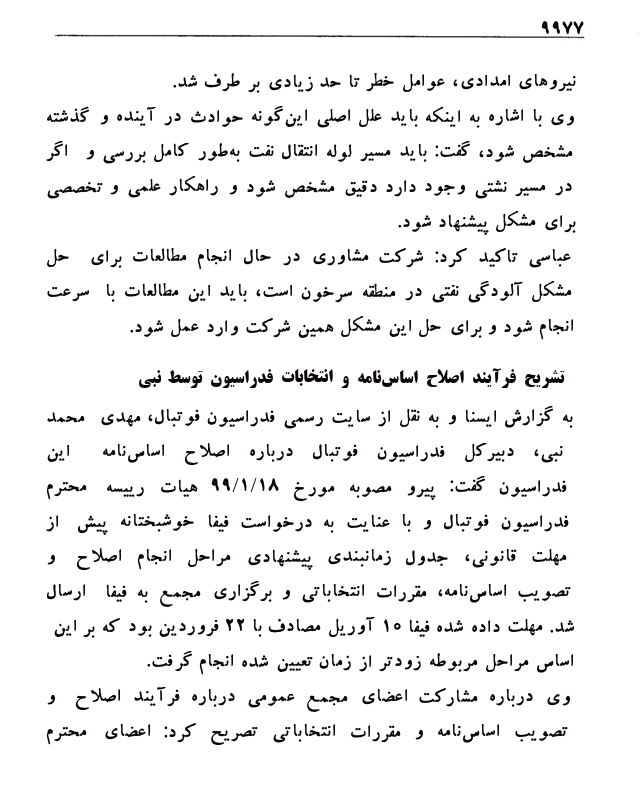 ۹۹۷۷
نیروهای امدادی، عوامل خطر تا حد زیادی بر طرف شد.
وی با اشاره به اینکه باید علل اصلی این‌گونه حوادث در آینده و گذشته
مشخص شود، گفت: باید مسیر لوله انتقال نفت به‌طور کامل بررسی و اگر
در مسیر نشتی وجود دارد دقیق مشخص شود و راهکار علمی و تخصصی
برای مشکل پیشنهاد شود.
عباسی تاکید کرد: شرکت مشاوری در حال انجام مطالعات برای حل
مشکل آلودگی نفتی در منطقه سرخون است، باید این مطالعات با سرعت
انجام شود و برای حل این مشکل همین شرکت وارد عمل شود.
تشریح فرآیند اصلاح اساس‌نامه و انتخابات فدراسیون توسط نبی
به گزارش ایسنا و به نقل از سایت رسمی فدراسیون فوتبال، مهدی محمد
نبی، دبیرکل فدراسیون فوتبال درباره اصلاح اساس‌نامه این
فدراسیون گفت: پیرو مصوبه مورخ ۹۹/۱/۱۸ هیات رییسه محترم
فدراسیون فوتبال و با عنایت به درخواست فیفا خوشبختانه پیش از
مهلت قانونی، جدول زمانبندی پیشنهادی مراحل انجام اصلاح و
تصویب اساس‌نامه، مقررات انتخاباتی و برگزاری مجمع به فیفا ارسال
شد. مهلت داده شده فیفا ۱۰ آوریل مصادف با ۲۲ فروردین بود که بر این
اساس مراحل مربوطه زودتر از زمان تعیین شده انجام گرفت.
وی درباره مشارکت اعضای مجمع عمومی درباره فرآیند اصلاح و
تصویب اساس‌نامه و مقررات انتخاباتی تصریح کرد: اعضای محترم